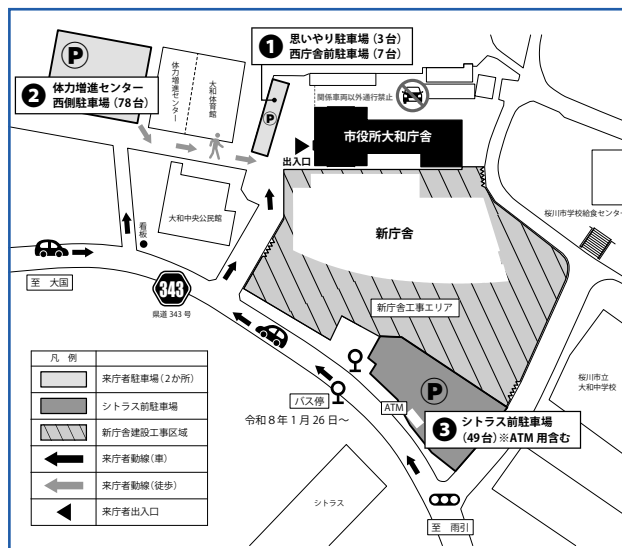 P
❶ 思いやり駐車場（3台）
西庁舎前駐車場（7台）
❷ 体力増進センター
西側駐車場（78台）
体力増進センター
大和体育館
P
関係車両以外通行禁止
市役所大和庁舎
出入口
大和中央公民館
看板
新庁舎
桜川市学校給食センター
至 大国
343
県道343号
新庁舎工事エリア
桜川市立
大和中学校
P
バス停
令和8年1月26日～
ATM
❸ シトラス前駐車場
（49台）※ATM用含む
シトラス
至 雨引
凡 例
来庁者駐車場（2か所）
シトラス前駐車場
新庁舎建設工事区域
来庁者動線（車）
来庁者動線（徒歩）
来庁者出入口